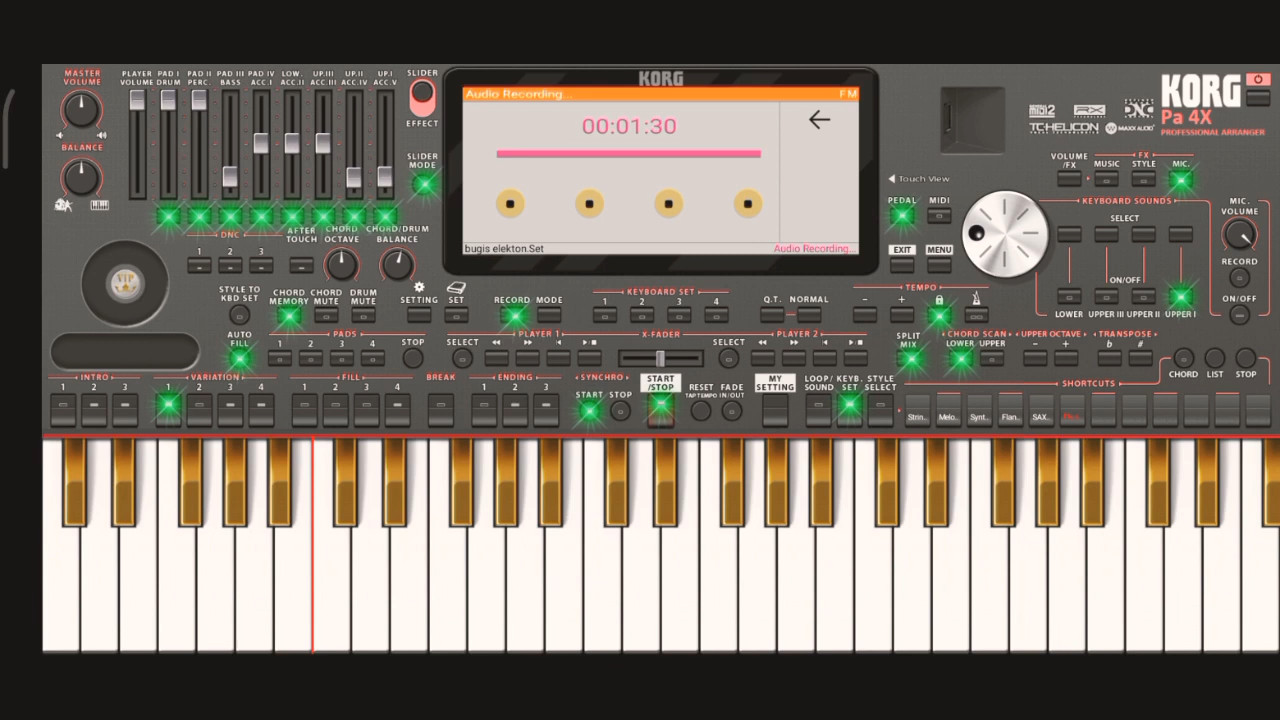 MASTER VOLUME
BALANCE
PLAYER VOLUME
PAD I DRUM
PAD II PERC.
PAD III BASS
PAD IV ACC.I
LOW. ACC.II
UP.III ACC.III
UP.II ACC.IV
UP.I ACC.V
SLIDER
EFFECT
SLIDER MODE
KORG
Audio Recording...
FM
00:01:30
bugis elekton.Set
Audio Recording...
Touch View
PEDAL
MIDI
EXIT
MENU
MIDI2
RX
DNC
TCHELICON
MAXX AUDIO
KORG
Pa 4X
PROFESSIONAL ARRANGER
VOLUME /FX
FX
MUSIC
STYLE
MIC.
KEYBOARD SOUNDS
SELECT
ON/OFF
LOWER
UPPER III
UPPER II
UPPER I
MIC. VOLUME
RECORD
ON/OFF
DNC
1 2 3
AFTER TOUCH
CHORD OCTAVE
CHORD/DRUM BALANCE
VIP
STYLE TO KBD SET
CHORD MEMORY
CHORD MUTE
DRUM MUTE
SETTING
SET
RECORD
MODE
KEYBOARD SET
1 2 3 4
Q.T.
NORMAL
TEMPO
- +
AUTO FILL
PADS
1 2 3 4
STOP
SELECT
PLAYER 1
X-FADER
SELECT
PLAYER 2
SPLIT MIX
CHORD SCAN
LOWER UPPER
UPPER OCTAVE
- +
TRANSPOSE
b #
CHORD
LIST
STOP
INTRO
1 2 3
VARIATION
1 2 3 4
FILL
1 2 3 4
BREAK
ENDING
1 2 3
SYNCHRO
START STOP
START /STOP
RESET TAP TEMPO
FADE IN/OUT
MY SETTING
LOOP/ SOUND
KEYB. SET
STYLE SELECT
SHORTCUTS
Strin..
Melo..
Synt..
Flan..
SAX..